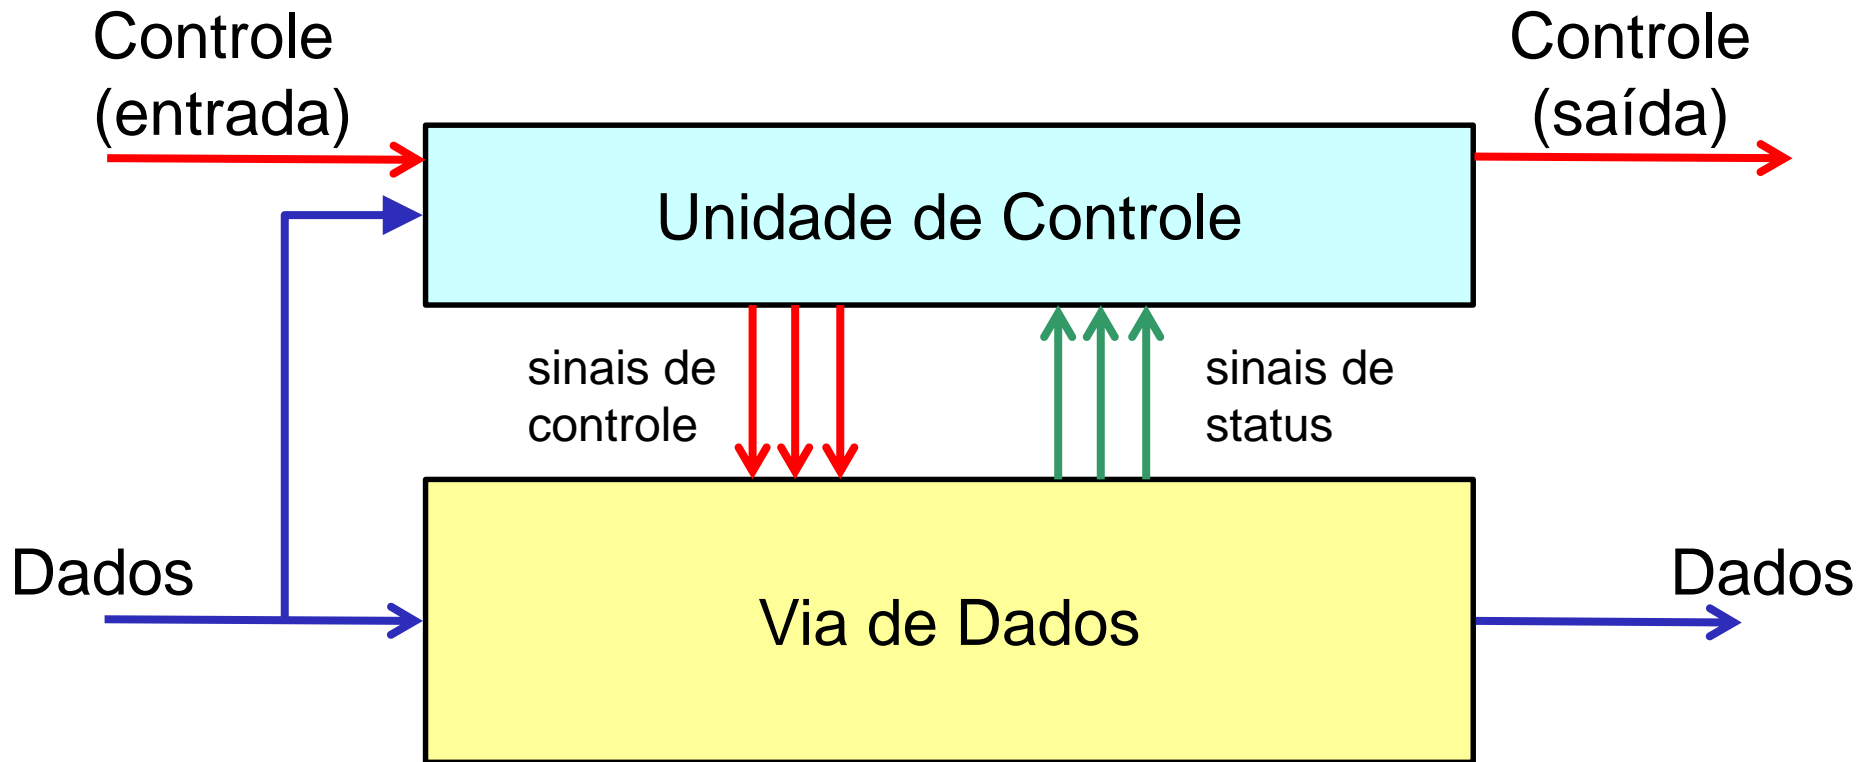 Controle
(entrada)
Controle
(saída)
Unidade de Controle
sinais de
controle
sinais de
status
Dados
Dados
Via de Dados